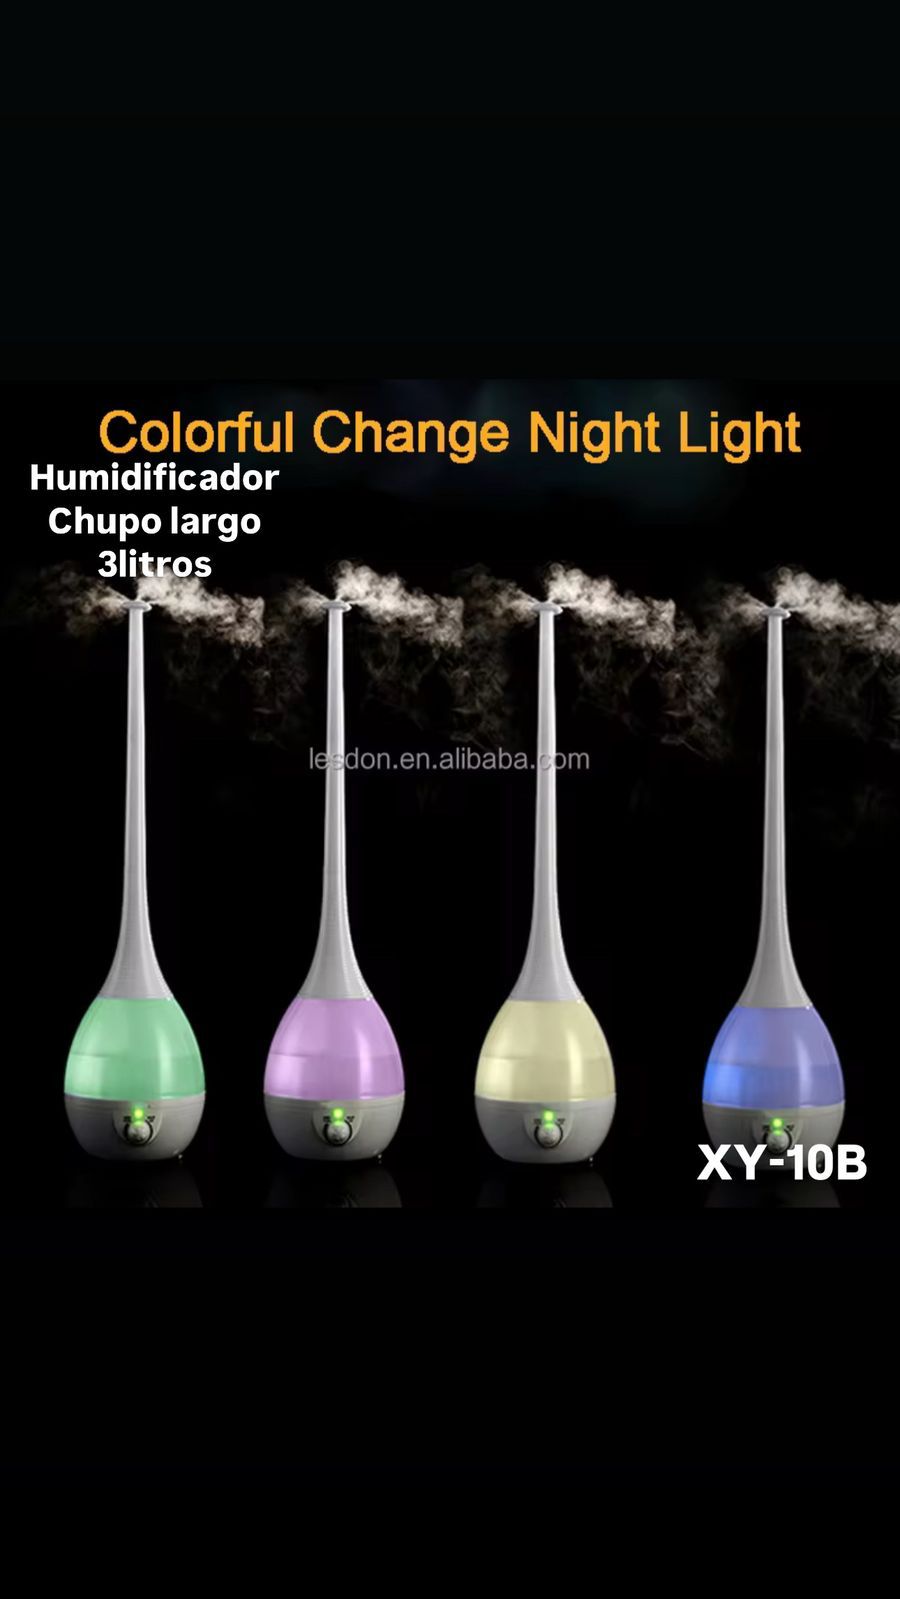 Colorful Change Night Light
Humidificador
Chupo largo
3litros
lesdon.en.alibaba.com
XY-10B